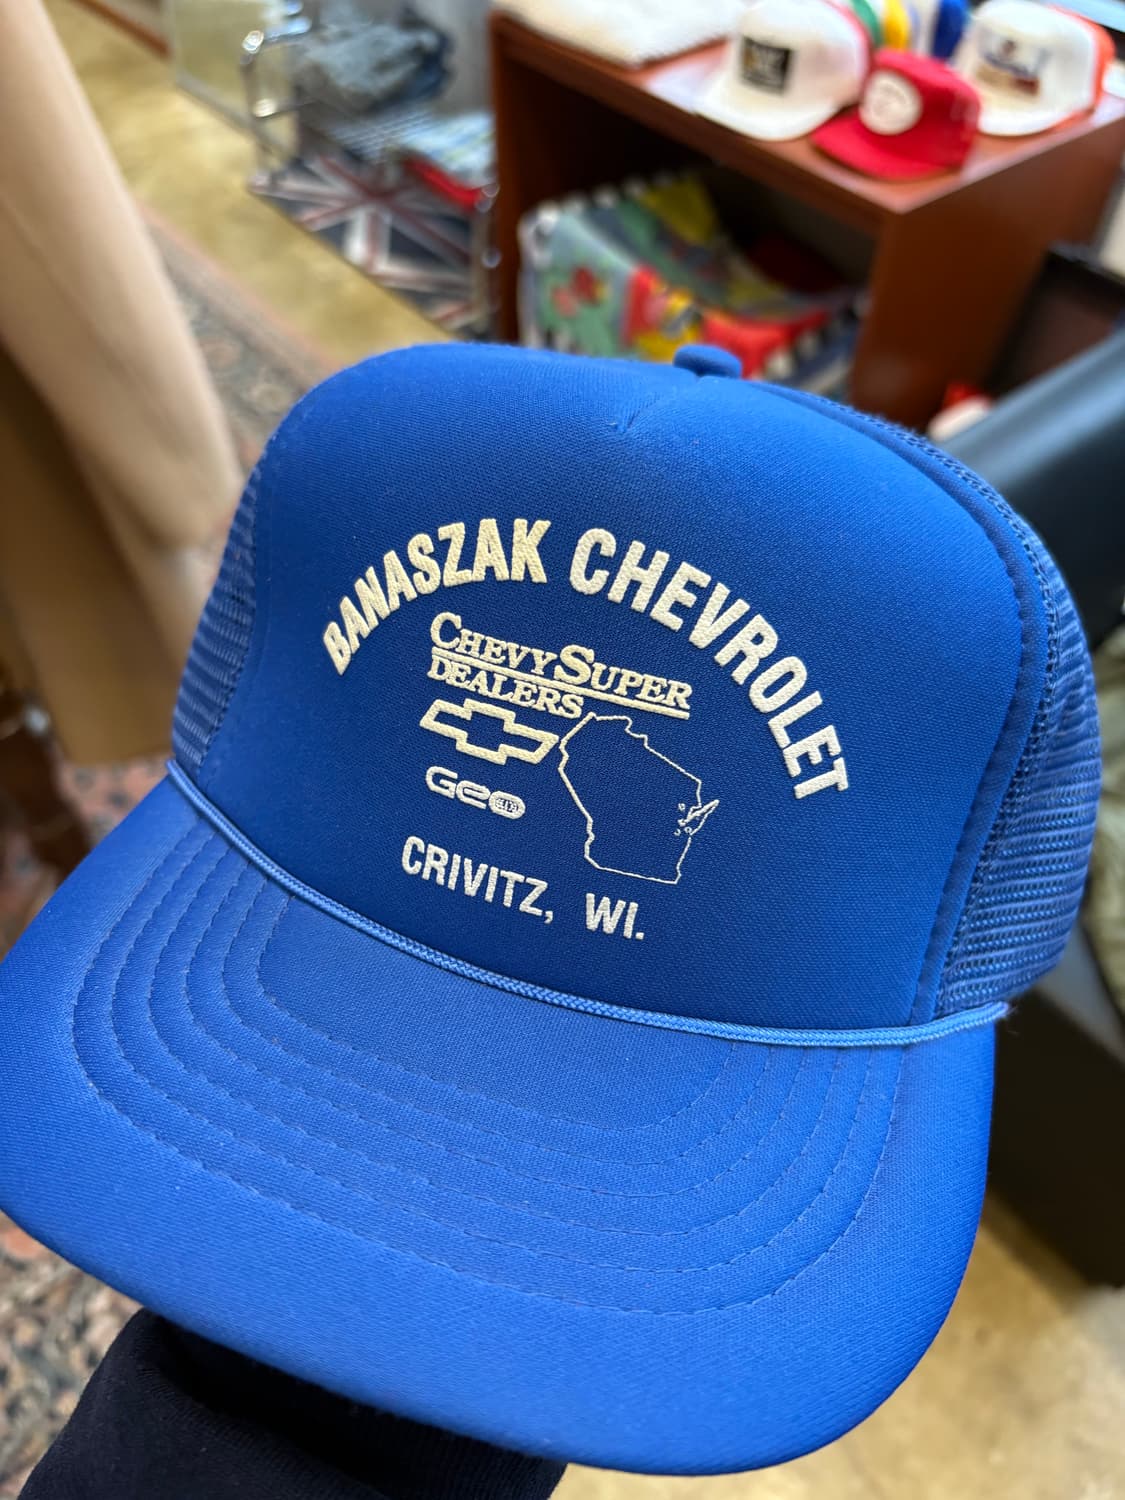 BANASZAK CHEVROLET
CHEVY SUPER
DEALERS
GEO
CRIVITZ, WI.